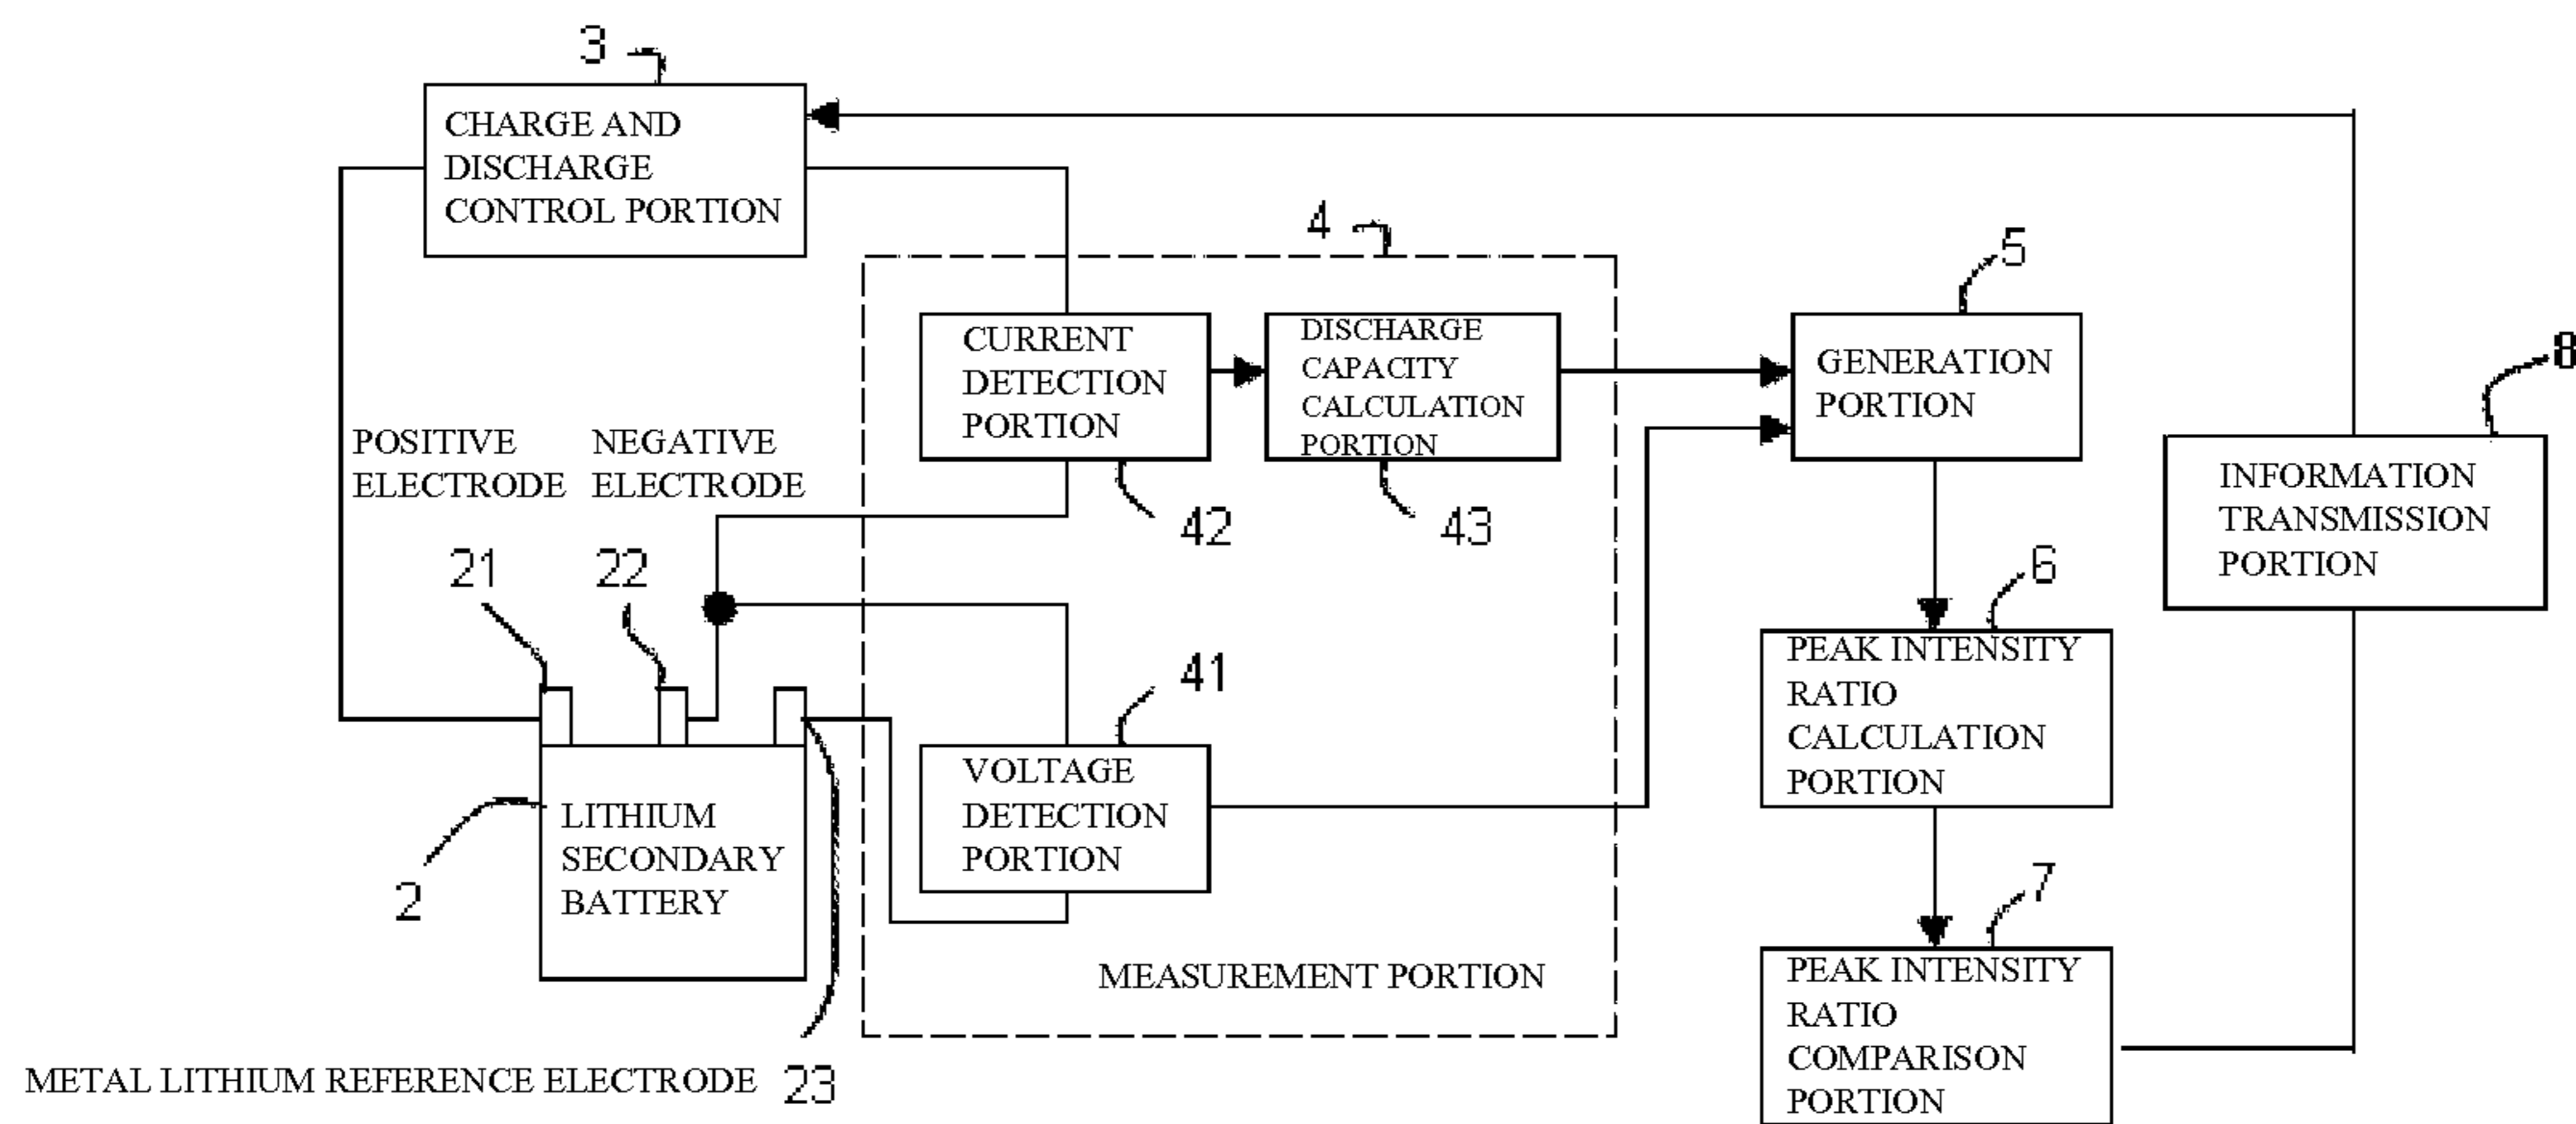 3
CHARGE AND
DISCHARGE
CONTROL PORTION
4
5
CURRENT
DETECTION
PORTION
DISCHARGE
CAPACITY
CALCULATION
PORTION
GENERATION
PORTION
8
INFORMATION
TRANSMISSION
PORTION
POSITIVE
ELECTRODE
NEGATIVE
ELECTRODE
42
43
21
22
6
41
PEAK INTENSITY
RATIO
CALCULATION
PORTION
VOLTAGE
DETECTION
PORTION
LITHIUM
SECONDARY
BATTERY
2
7
MEASUREMENT PORTION
PEAK INTENSITY
RATIO
COMPARISON
PORTION
METAL LITHIUM REFERENCE ELECTRODE 23